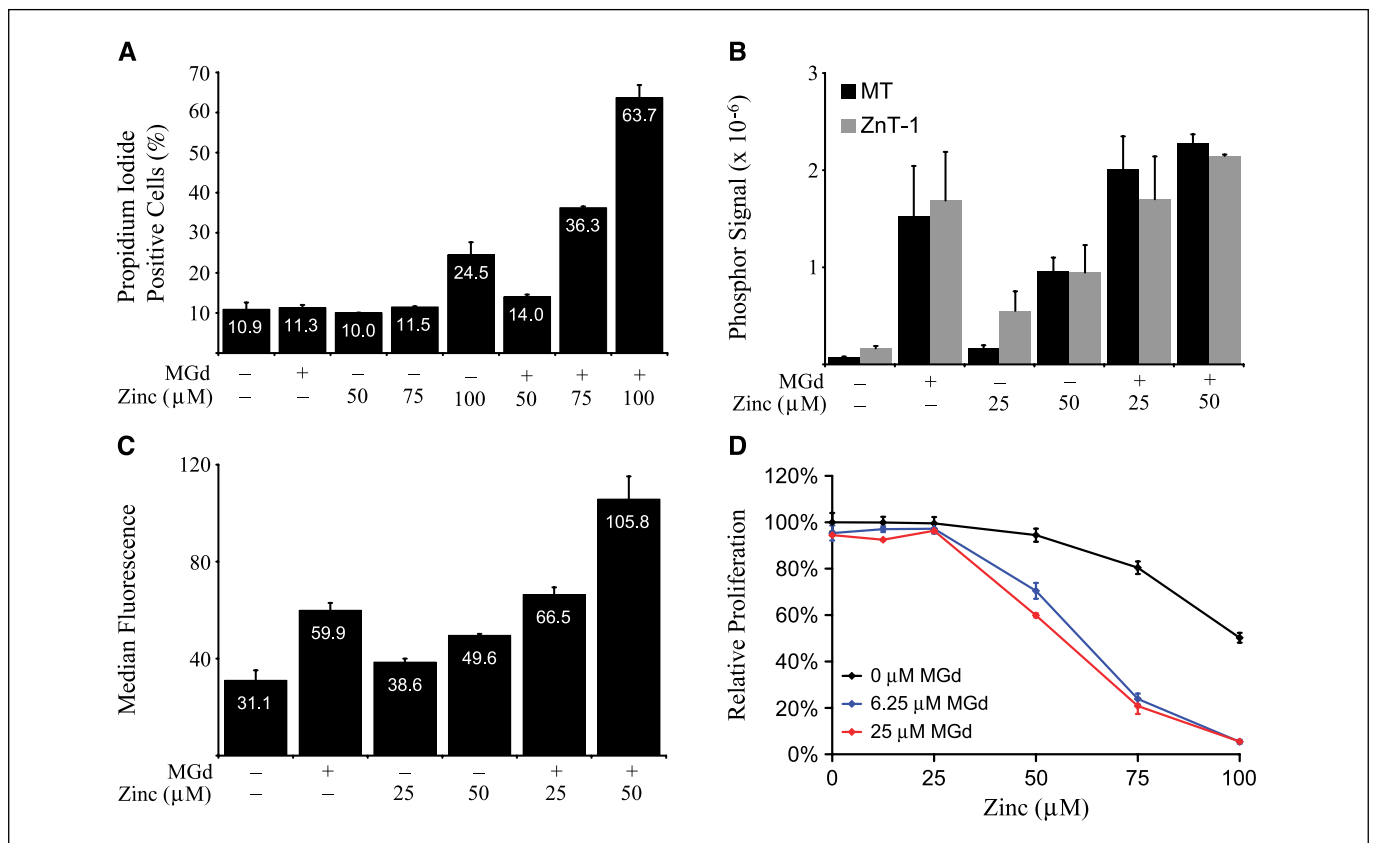 A
Propidium Iodide
Positive Cells (%)
70
60
50
40
30
20
10
10.9 11.3 10.0 11.5 24.5 14.0 36.3 63.7
MGd – + – – – + + +
Zinc (µM) – – 50 75 100 50 75 100
B
Phosphor Signal (x 10⁻⁶)
3
2
1
MT
ZnT-1
MGd – + – – + +
Zinc (µM) – – 25 50 25 50
C
Median Fluorescence
120
80
40
31.1 59.9 38.6 49.6 66.5 105.8
MGd – + – – + +
Zinc (µM) – – 25 50 25 50
D
Relative Proliferation
120%
100%
80%
60%
40%
20%
0%
0 µM MGd
6.25 µM MGd
25 µM MGd
0 25 50 75 100
Zinc (µM)